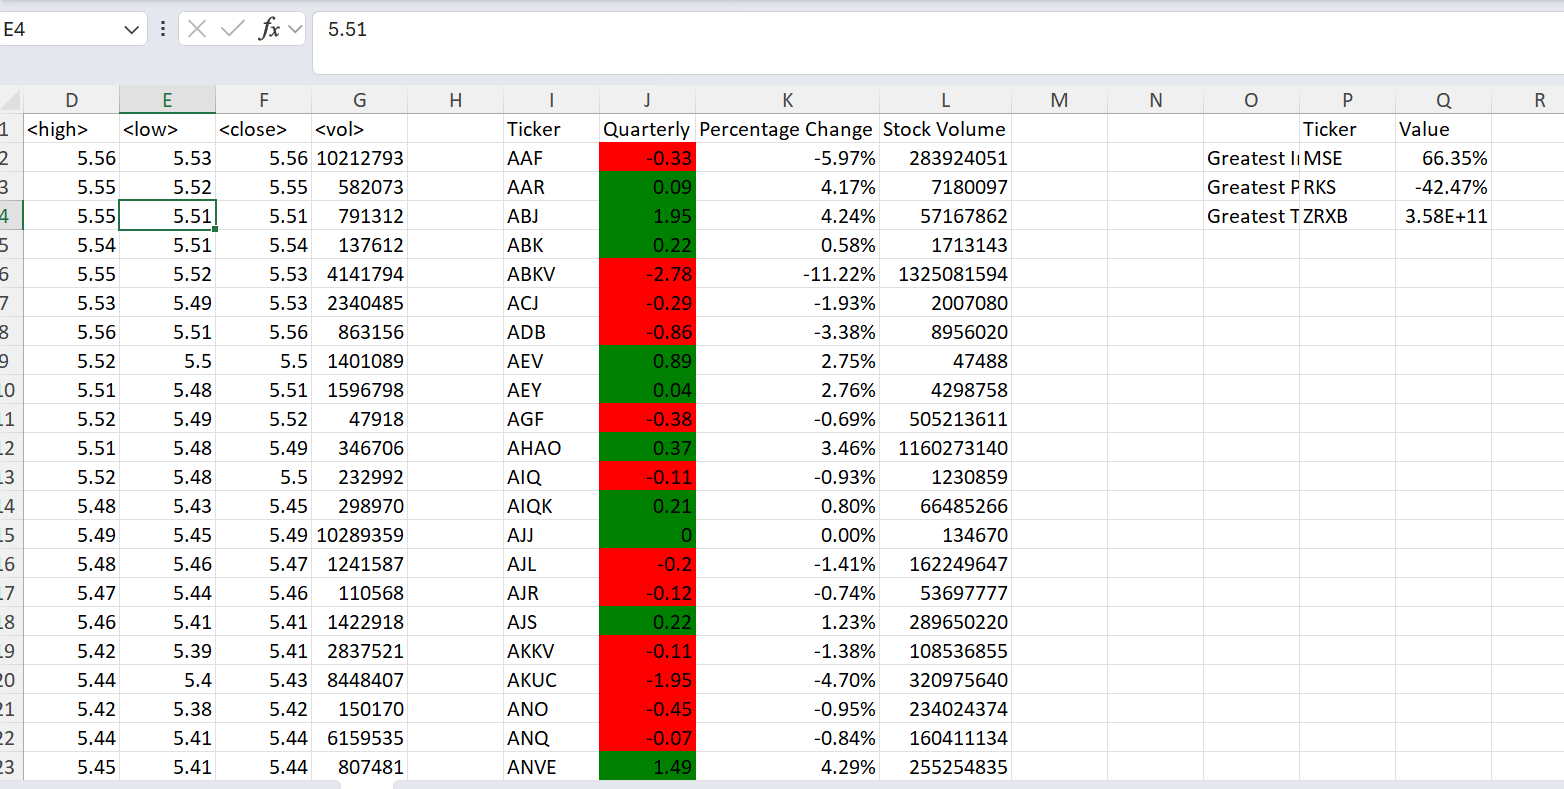 E4 fx 5.51
D E F G H I J K L M N O P Q R
1 <high> <low> <close> <vol> Ticker Quarterly Percentage Change Stock Volume Ticker Value
2 5.56 5.53 5.56 10212793 AAF -0.33 -5.97% 283924051 Greatest I MSE 66.35%
3 5.55 5.52 5.55 582073 AAR 0.09 4.17% 7180097 Greatest P RKS -42.47%
4 5.55 5.51 5.51 791312 ABJ 1.95 4.24% 57167862 Greatest T ZRXB 3.58E+11
5 5.54 5.51 5.54 137612 ABK 0.22 0.58% 1713143
6 5.55 5.52 5.53 4141794 ABKV -2.78 -11.22% 1325081594
7 5.53 5.49 5.53 2340485 ACJ -0.29 -1.93% 2007080
8 5.56 5.51 5.56 863156 ADB -0.86 -3.38% 8956020
9 5.52 5.5 5.5 1401089 AEV 0.89 2.75% 47488
10 5.51 5.48 5.51 1596798 AEY 0.04 2.76% 4298758
11 5.52 5.49 5.52 47918 AGF -0.38 -0.69% 505213611
12 5.51 5.48 5.49 346706 AHAO 0.37 3.46% 1160273140
13 5.52 5.48 5.5 232992 AIQ -0.11 -0.93% 1230859
14 5.48 5.43 5.45 298970 AIQK 0.21 0.80% 66485266
15 5.49 5.45 5.49 10289359 AJJ 0 0.00% 134670
16 5.48 5.46 5.47 1241587 AJL -0.2 -1.41% 162249647
17 5.47 5.44 5.46 110568 AJR -0.12 -0.74% 53697777
18 5.46 5.41 5.41 1422918 AJS 0.22 1.23% 289650220
19 5.42 5.39 5.41 2837521 AKKV -0.11 -1.38% 108536855
20 5.44 5.4 5.43 8448407 AKUC -1.95 -4.70% 320975640
21 5.42 5.38 5.42 150170 ANO -0.45 -0.95% 234024374
22 5.44 5.41 5.44 6159535 ANQ -0.07 -0.84% 160411134
23 5.45 5.41 5.44 807481 ANVE 1.49 4.29% 255254835